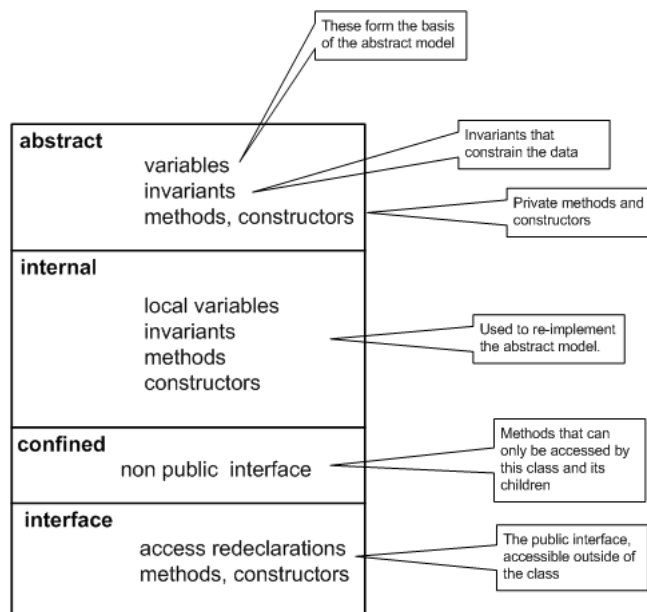 These form the basis
of the abstract model
abstract
variables
invariants
methods, constructors
Invariants that
constrain the data
Private methods and
constructors
internal
local variables
invariants
methods
constructors
Used to re-implement
the abstract model.
confined
non public interface
Methods that can
only be accessed by
this class and its
children
interface
access redeclarations
methods, constructors
The public interface,
accessible outside of
the class